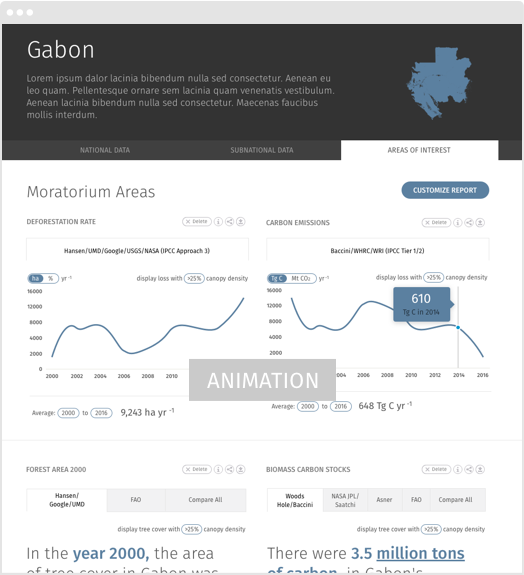 Gabon
Lorem ipsum dalor lacinia bibendum nulla sed consectetur. Aenean eu
leo quam. Pellentesque ornare sem lacinia quam venenatis vestibulum.
Aenean lacinia bibendum nulla sed consectetur. Maecenas faucibus
mollis interdum.
NATIONAL DATA
SUBNATIONAL DATA
AREAS OF INTEREST
Moratorium Areas
CUSTOMIZE REPORT
DEFORESTATION RATE
× Delete
CARBON EMISSIONS
× Delete
Hansen/UMD/Google/USGS/NASA (IPCC Approach 3)
Baccini/WHRC/WRI (IPCC Tier 1/2)
ha % yr -1
display loss with >25% canopy density
Tg C Mt CO₂ yr -1
display loss with >25% canopy density
16000
12000
8000
4000
2000
0
2000 2002 2004 2006 2008 2010
16000
12000
8000
4000
2000
610
Tg C in 2014
2004 2006 2008 2010 2012 2014 2016
ANIMATION
Average: 2000 to 2016 9,243 ha yr -1
Average: 2000 to 2016 648 Tg C yr -1
FOREST AREA 2000
× Delete
BIOMASS CARBON STOCKS
× Delete
Hansen/
Google/UMD
FAO
Compare All
Woods
Hole/Baccini
NASA JPL/
Saatchi
Asner
FAO
Compare All
display tree cover with >25% canopy density
display tree cover with >25% canopy density
In the year 2000, the area
of tree cover in Gabon was
There were 3.5 million tons
of carbon, in Gabon's